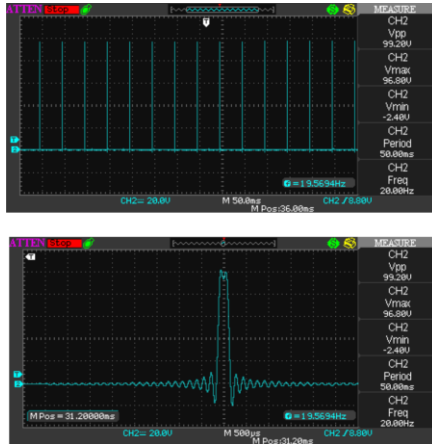 ATTEN Stop MEASURE
CH2
Vpp
99.20V
CH2
Vmax
96.80V
CH2
Vmin
-2.40V
CH2
Period
50.00ms
CH2
Freq
20.00Hz
=19.5694Hz
CH2= 20.0V M 50.0ms CH2 /8.80V
M Pos:36.00ms
ATTEN Stop MEASURE
T
CH2
Vpp
99.20V
CH2
Vmax
96.80V
CH2
Vmin
-2.40V
CH2
Period
50.00ms
CH2
Freq
20.00Hz
M Pos = 31.20000ms =19.5694Hz
CH2= 20.0V M 500µs CH2 /8.80V
M Pos:31.20ms